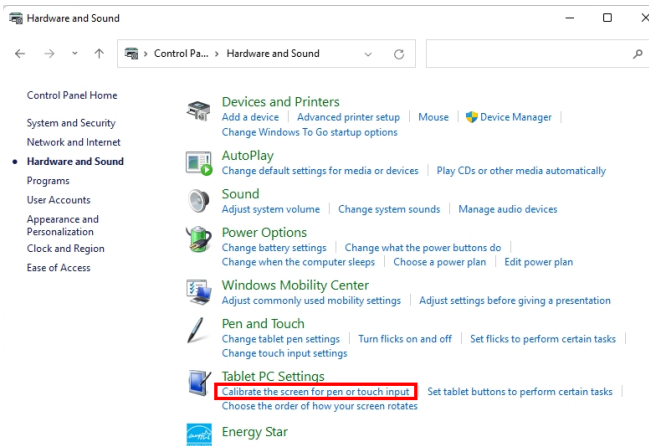 Hardware and Sound
Control Pa... > Hardware and Sound
Control Panel Home
System and Security
Network and Internet
Hardware and Sound
Programs
User Accounts
Appearance and
Personalization
Clock and Region
Ease of Access
Devices and Printers
Add a device | Advanced printer setup | Mouse | Device Manager |
Change Windows To Go startup options
AutoPlay
Change default settings for media or devices | Play CDs or other media automatically
Sound
Adjust system volume | Change system sounds | Manage audio devices
Power Options
Change battery settings | Change what the power buttons do |
Change when the computer sleeps | Choose a power plan | Edit power plan
Windows Mobility Center
Adjust commonly used mobility settings | Adjust settings before giving a presentation
Pen and Touch
Change tablet pen settings | Turn flicks on and off | Set flicks to perform certain tasks |
Change touch input settings
Tablet PC Settings
Calibrate the screen for pen or touch input | Set tablet buttons to perform certain tasks |
Choose the order of how your screen rotates
Energy Star